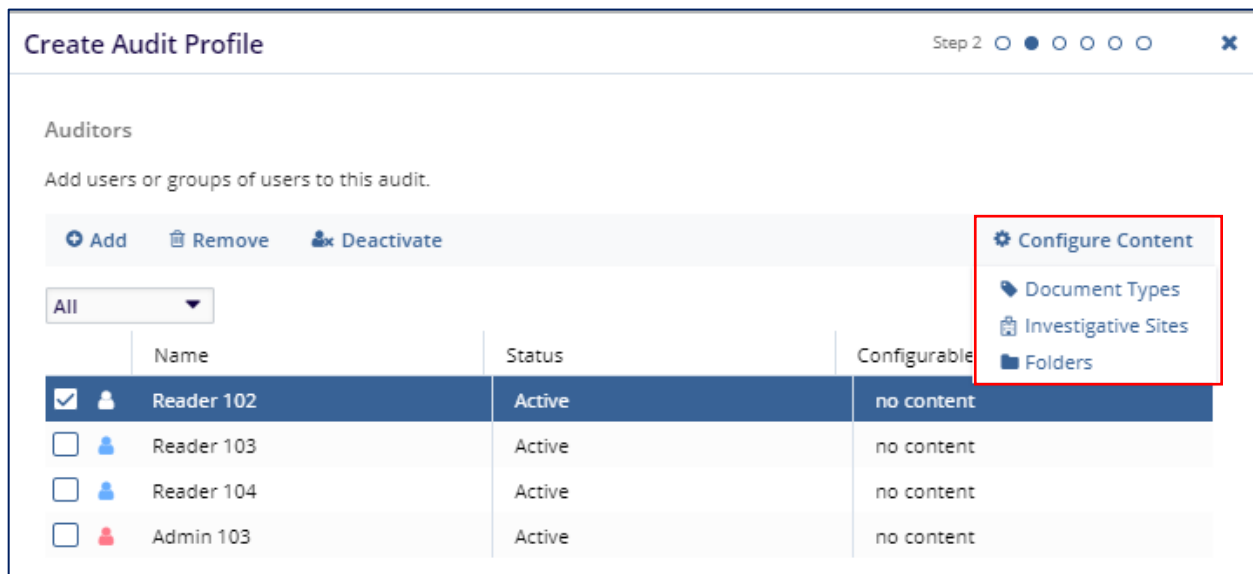 Create Audit Profile Step 2
Auditors
Add users or groups of users to this audit.
Add Remove Deactivate Configure Content
Document Types
All
Investigative Sites
Name Status Configurable
Folders
Reader 102 Active no content
Reader 103 Active no content
Reader 104 Active no content
Admin 103 Active no content